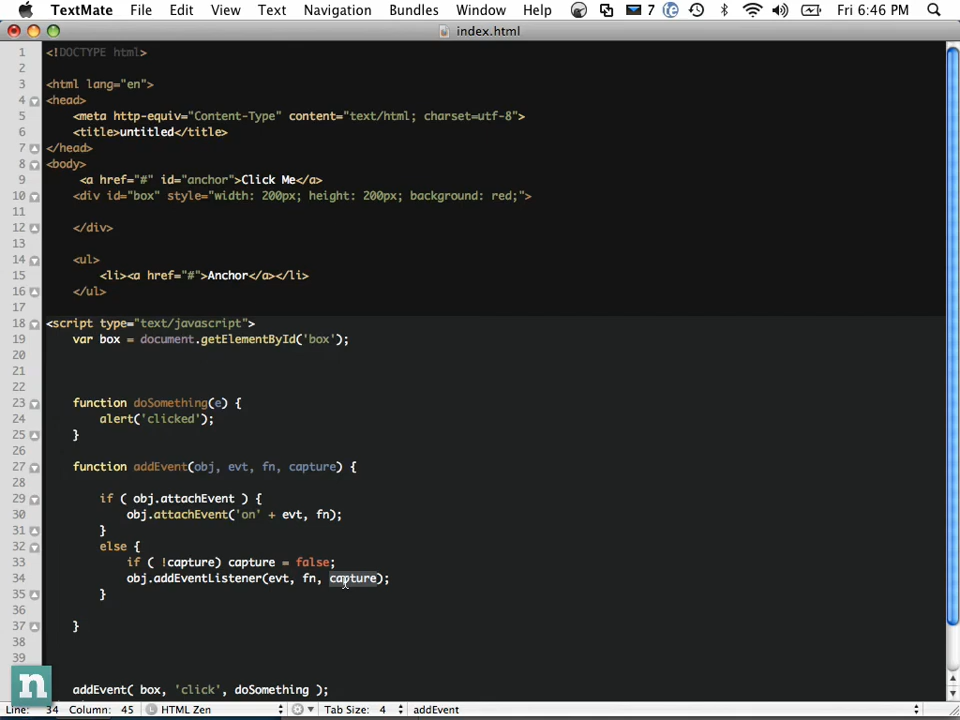 TextMate File Edit View Text Navigation Bundles Window Help 7 Fri 6:46 PM
index.html
1 <!DOCTYPE html>
2
3 <html lang="en">
4 <head>
5 <meta http-equiv="Content-Type" content="text/html; charset=utf-8">
6 <title>untitled</title>
7 </head>
8 <body>
9 <a href="#" id="anchor">Click Me</a>
10 <div id="box" style="width: 200px; height: 200px; background: red;">
11
12 </div>
13
14 <ul>
15 <li><a href="#">Anchor</a></li>
16 </ul>
17
18 <script type="text/javascript">
19 var box = document.getElementById('box');
20
21
22
23 function doSomething(e) {
24 alert('clicked');
25 }
26
27 function addEvent(obj, evt, fn, capture) {
28
29 if ( obj.attachEvent ) {
30 obj.attachEvent('on' + evt, fn);
31 }
32 else {
33 if ( !capture) capture = false;
34 obj.addEventListener(evt, fn, capture);
35 }
36
37 }
38
39
addEvent( box, 'click', doSomething );
n
Line: 34 Column: 45 HTML Zen Tab Size: 4 addEvent